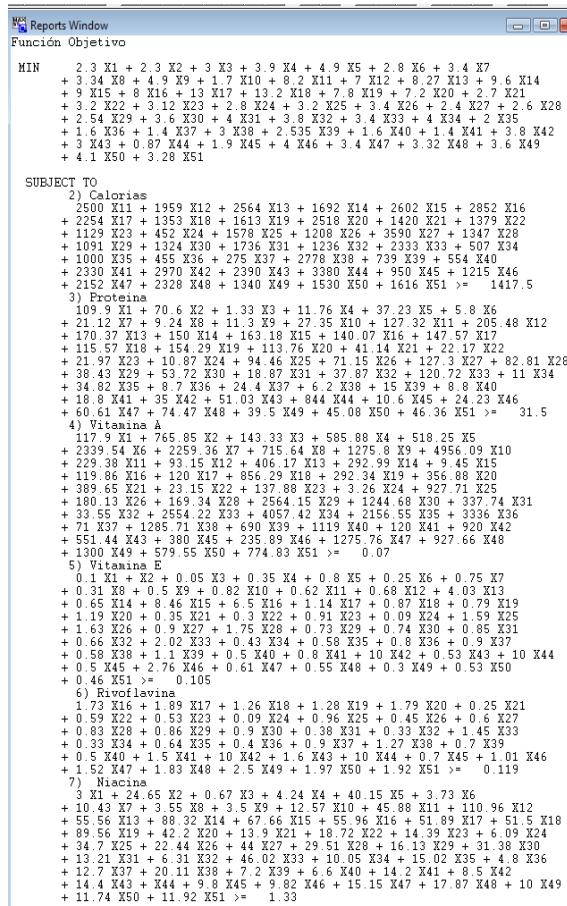 Reports Window
Función Objetivo
MIN 2.3 X1 + 2.3 X2 + 3 X3 + 3.9 X4 + 4.9 X5 + 2.8 X6 + 3.4 X7
+ 3.34 X8 + 4.9 X9 + 1.7 X10 + 8.2 X11 + 7 X12 + 8.27 X13 + 9.6 X14
+ 9 X15 + 8 X16 + 13 X17 + 13.2 X18 + 7.8 X19 + 7.2 X20 + 2.7 X21
+ 3.2 X22 + 3.12 X23 + 2.8 X24 + 3.2 X25 + 3.4 X26 + 2.4 X27 + 2.6 X28
+ 2.54 X29 + 3.6 X30 + 4 X31 + 3.8 X32 + 3.4 X33 + 4 X34 + 2 X35
+ 1.6 X36 + 1.4 X37 + 3 X38 + 2.535 X39 + 1.6 X40 + 1.4 X41 + 3.8 X42
+ 3 X43 + 0.87 X44 + 1.9 X45 + 4 X46 + 3.4 X47 + 3.32 X48 + 3.6 X49
+ 4.1 X50 + 3.28 X51
SUBJECT TO
2) Calorias
2500 X11 + 1959 X12 + 2564 X13 + 1692 X14 + 2602 X15 + 2852 X16
+ 2254 X17 + 1353 X18 + 1613 X19 + 2518 X20 + 1420 X21 + 1379 X22
+ 1129 X23 + 452 X24 + 1578 X25 + 1208 X26 + 3590 X27 + 1347 X28
+ 1091 X29 + 1324 X30 + 1736 X31 + 1236 X32 + 2333 X33 + 507 X34
+ 1000 X35 + 455 X36 + 275 X37 + 2778 X38 + 739 X39 + 554 X40
+ 2330 X41 + 2970 X42 + 2390 X43 + 3380 X44 + 950 X45 + 1215 X46
+ 2152 X47 + 2328 X48 + 1340 X49 + 1530 X50 + 1616 X51 >= 1417.5
3) Proteina
109.9 X1 + 70.6 X2 + 1.33 X3 + 11.76 X4 + 37.23 X5 + 5.8 X6
+ 21.12 X7 + 9.24 X8 + 11.3 X9 + 27.35 X10 + 127.32 X11 + 205.48 X12
+ 170.37 X13 + 150 X14 + 163.18 X15 + 140.07 X16 + 147.57 X17
+ 115.57 X18 + 154.29 X19 + 113.76 X20 + 41.14 X21 + 22.17 X22
+ 21.97 X23 + 10.87 X24 + 94.46 X25 + 71.15 X26 + 127.3 X27 + 82.81 X28
+ 38.43 X29 + 53.72 X30 + 18.87 X31 + 37.87 X32 + 120.72 X33 + 11 X34
+ 34.82 X35 + 8.7 X36 + 24.4 X37 + 6.2 X38 + 15 X39 + 8.8 X40
+ 18.8 X41 + 35 X42 + 51.03 X43 + 844 X44 + 10.6 X45 + 24.23 X46
+ 60.61 X47 + 74.47 X48 + 39.5 X49 + 45.08 X50 + 46.36 X51 >= 31.5
4) Vitamina A
117.9 X1 + 765.85 X2 + 143.33 X3 + 585.88 X4 + 518.25 X5
+ 2339.54 X6 + 2259.36 X7 + 715.64 X8 + 1275.8 X9 + 4956.09 X10
+ 229.38 X11 + 93.15 X12 + 406.17 X13 + 292.99 X14 + 9.45 X15
+ 119.86 X16 + 120 X17 + 856.29 X18 + 292.34 X19 + 356.88 X20
+ 389.65 X21 + 23.15 X22 + 137.88 X23 + 3.26 X24 + 927.71 X25
+ 180.13 X26 + 169.34 X28 + 2564.15 X29 + 1244.68 X30 + 337.74 X31
+ 33.55 X32 + 2554.22 X33 + 4057.42 X34 + 2156.55 X35 + 3336 X36
+ 71 X37 + 1285.71 X38 + 690 X39 + 1119 X40 + 120 X41 + 920 X42
+ 551.44 X43 + 380 X45 + 235.89 X46 + 1275.76 X47 + 927.66 X48
+ 1300 X49 + 579.55 X50 + 774.83 X51 >= 0.07
5) Vitamina E
0.1 X1 + X2 + 0.05 X3 + 0.35 X4 + 0.8 X5 + 0.25 X6 + 0.75 X7
+ 0.31 X8 + 0.5 X9 + 0.82 X10 + 0.62 X11 + 0.68 X12 + 4.03 X13
+ 0.65 X14 + 8.46 X15 + 6.5 X16 + 1.14 X17 + 0.87 X18 + 0.79 X19
+ 1.19 X20 + 0.35 X21 + 0.3 X22 + 0.91 X23 + 0.09 X24 + 1.59 X25
+ 1.63 X26 + 0.9 X27 + 1.75 X28 + 0.73 X29 + 0.74 X30 + 0.85 X31
+ 0.66 X32 + 2.02 X33 + 0.43 X34 + 0.58 X35 + 0.8 X36 + 0.9 X37
+ 0.58 X38 + 1.1 X39 + 0.5 X40 + 0.8 X41 + 10 X42 + 0.53 X43 + 10 X44
+ 0.5 X45 + 2.76 X46 + 0.61 X47 + 0.55 X48 + 0.3 X49 + 0.53 X50
+ 0.46 X51 >= 0.105
6) Rivoflavina
1.73 X16 + 1.89 X17 + 1.26 X18 + 1.28 X19 + 1.79 X20 + 0.25 X21
+ 0.59 X22 + 0.53 X23 + 0.09 X24 + 0.96 X25 + 0.45 X26 + 0.6 X27
+ 0.83 X28 + 0.86 X29 + 0.9 X30 + 0.38 X31 + 0.33 X32 + 1.45 X33
+ 0.33 X34 + 0.64 X35 + 0.4 X36 + 0.9 X37 + 1.27 X38 + 0.7 X39
+ 0.5 X40 + 1.5 X41 + 10 X42 + 1.6 X43 + 10 X44 + 0.7 X45 + 1.01 X46
+ 1.52 X47 + 1.83 X48 + 2.5 X49 + 1.97 X50 + 1.92 X51 >= 0.119
7) Niacina
3 X1 + 24.65 X2 + 0.67 X3 + 4.24 X4 + 40.15 X5 + 3.73 X6
+ 10.43 X7 + 3.55 X8 + 3.5 X9 + 12.57 X10 + 45.88 X11 + 110.96 X12
+ 55.56 X13 + 88.32 X14 + 67.66 X15 + 55.96 X16 + 51.89 X17 + 51.5 X18
+ 89.56 X19 + 42.2 X20 + 13.9 X21 + 18.72 X22 + 14.39 X23 + 6.09 X24
+ 34.7 X25 + 22.44 X26 + 44 X27 + 29.51 X28 + 16.13 X29 + 31.38 X30
+ 13.21 X31 + 6.31 X32 + 46.02 X33 + 10.05 X34 + 15.02 X35 + 4.8 X36
+ 12.7 X37 + 20.11 X38 + 7.2 X39 + 6.6 X40 + 14.2 X41 + 8.5 X42
+ 14.4 X43 + X44 + 9.8 X45 + 9.82 X46 + 15.15 X47 + 17.87 X48 + 10 X49
+ 11.74 X50 + 11.92 X51 >= 1.33